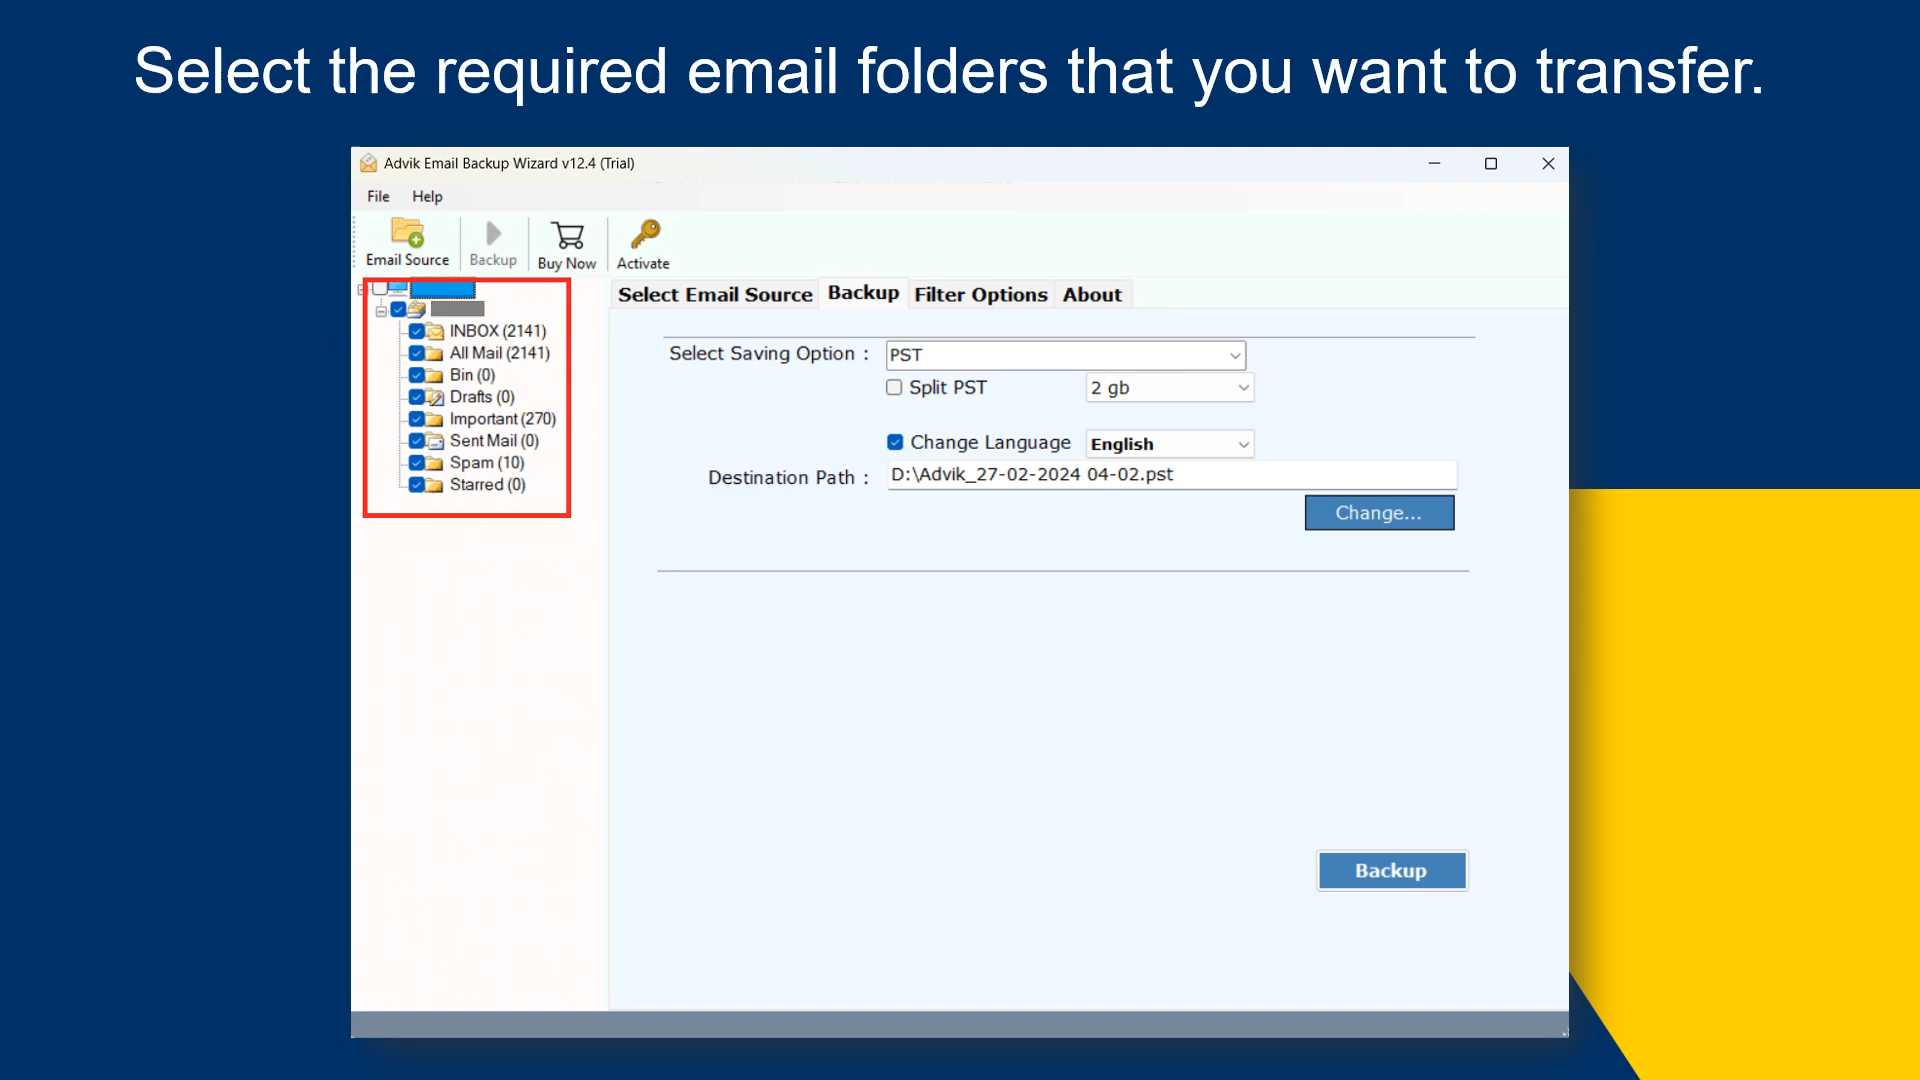 Select the required email folders that you want to transfer.
Advik Email Backup Wizard v12.4 (Trial)
File Help
Email Source Backup Buy Now Activate
INBOX (2141)
All Mail (2141)
Bin (0)
Drafts (0)
Important (270)
Sent Mail (0)
Spam (10)
Starred (0)
Select Email Source Backup Filter Options About
Select Saving Option : PST
Split PST 2 gb
Change Language English
Destination Path : D:\Advik_27-02-2024 04-02.pst
Change...
Backup